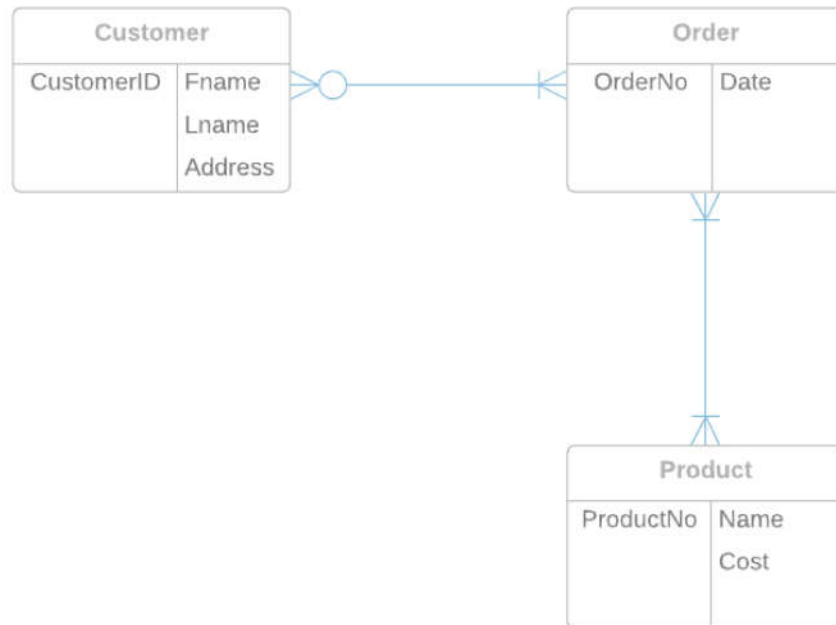 Customer
CustomerID Fname
Lname
Address
Order
OrderNo Date
Product
ProductNo Name
Cost